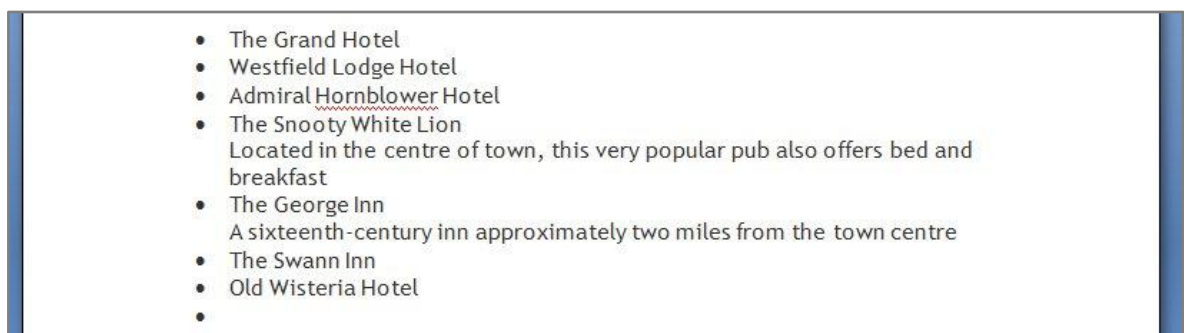 • The Grand Hotel
• Westfield Lodge Hotel
• Admiral Hornblower Hotel
• The Snooty White Lion
Located in the centre of town, this very popular pub also offers bed and
breakfast
• The George Inn
A sixteenth-century inn approximately two miles from the town centre
• The Swann Inn
• Old Wisteria Hotel
•